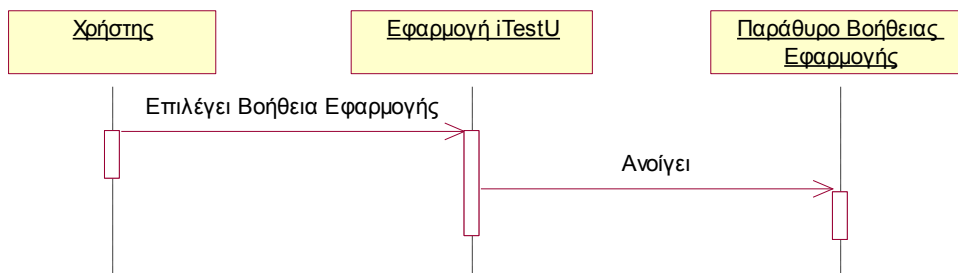 Χρήστης
Εφαρμογή iTestU
Παράθυρο Βοήθειας
Εφαρμογής
Επιλέγει Βοήθεια Εφαρμογής
Ανοίγει